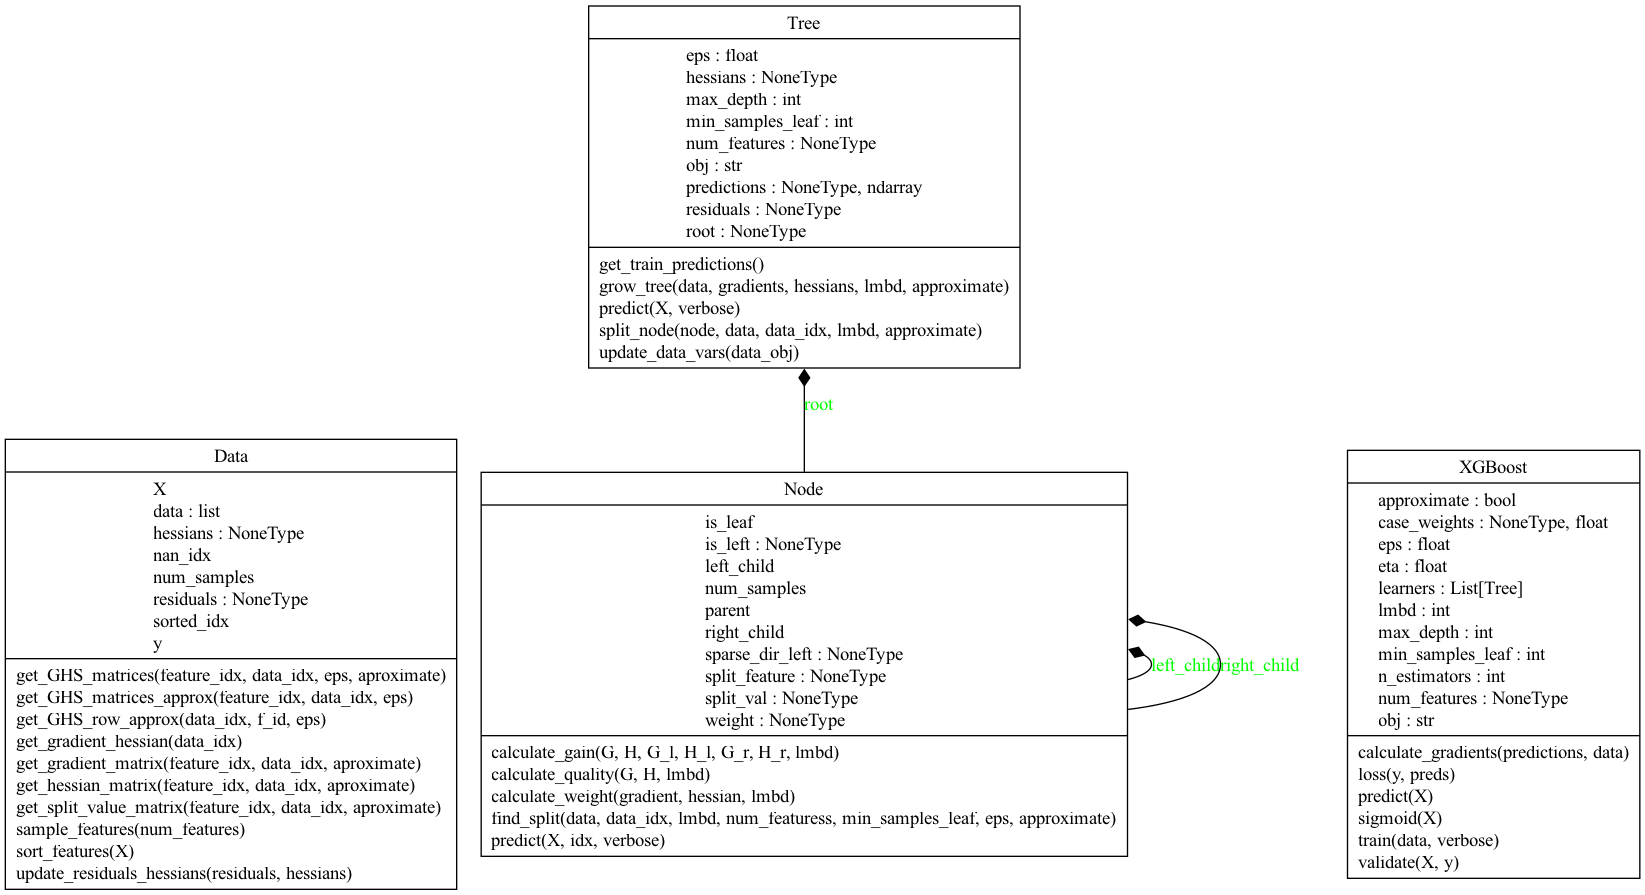 Tree
eps : float
hessians : NoneType
max_depth : int
min_samples_leaf : int
num_features : NoneType
obj : str
predictions : NoneType, ndarray
residuals : NoneType
root : NoneType
get_train_predictions()
grow_tree(data, gradients, hessians, lmbd, approximate)
predict(X, verbose)
split_node(node, data, data_idx, lmbd, approximate)
update_data_vars(data_obj)
root
Data
X
data : list
hessians : NoneType
nan_idx
num_samples
residuals : NoneType
sorted_idx
y
get_GHS_matrices(feature_idx, data_idx, eps, aproximate)
get_GHS_matrices_approx(feature_idx, data_idx, eps)
get_GHS_row_approx(data_idx, f_id, eps)
get_gradient_hessian(data_idx)
get_gradient_matrix(feature_idx, data_idx, aproximate)
get_hessian_matrix(feature_idx, data_idx, aproximate)
get_split_value_matrix(feature_idx, data_idx, aproximate)
sample_features(num_features)
sort_features(X)
update_residuals_hessians(residuals, hessians)
Node
is_leaf
is_left : NoneType
left_child
num_samples
parent
right_child
sparse_dir_left : NoneType
split_feature : NoneType
split_val : NoneType
weight : NoneType
calculate_gain(G, H, G_l, H_l, G_r, H_r, lmbd)
calculate_quality(G, H, lmbd)
calculate_weight(gradient, hessian, lmbd)
find_split(data, data_idx, lmbd, num_featuress, min_samples_leaf, eps, approximate)
predict(X, idx, verbose)
left_child
right_child
XGBoost
approximate : bool
case_weights : NoneType, float
eps : float
eta : float
learners : List[Tree]
lmbd : int
max_depth : int
min_samples_leaf : int
n_estimators : int
num_features : NoneType
obj : str
calculate_gradients(predictions, data)
loss(y, preds)
predict(X)
sigmoid(X)
train(data, verbose)
validate(X, y)